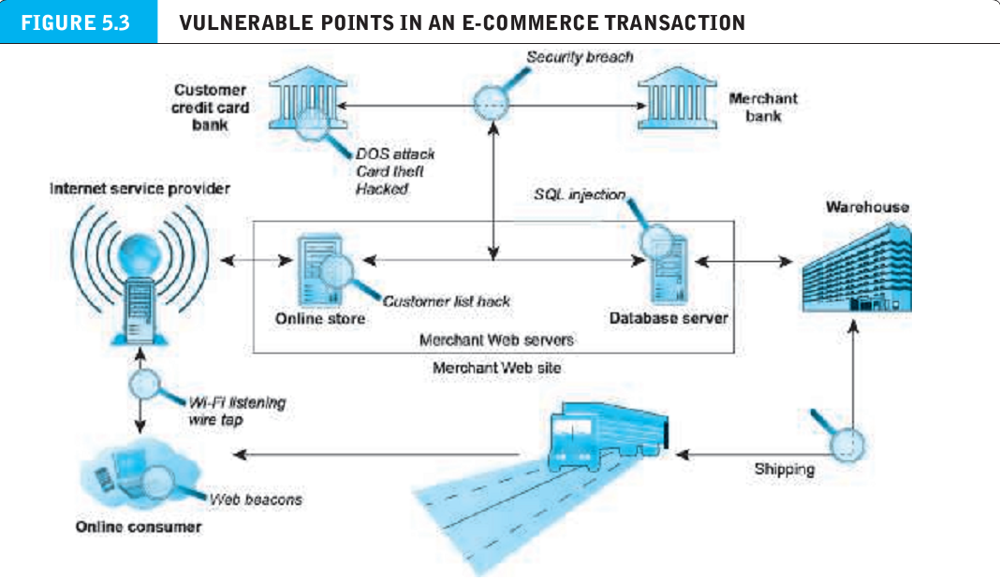 FIGURE 5.3
VULNERABLE POINTS IN AN E-COMMERCE TRANSACTION
Security breach
Customer
credit card
bank
Merchant
bank
DOS attack
Card theft
Hacked
Internet service provider
SQL injection
Warehouse
Customer list hack
Online store
Database server
Merchant Web servers
Merchant Web site
Wi-Fi listening
wire tap
Shipping
Web beacons
Online consumer